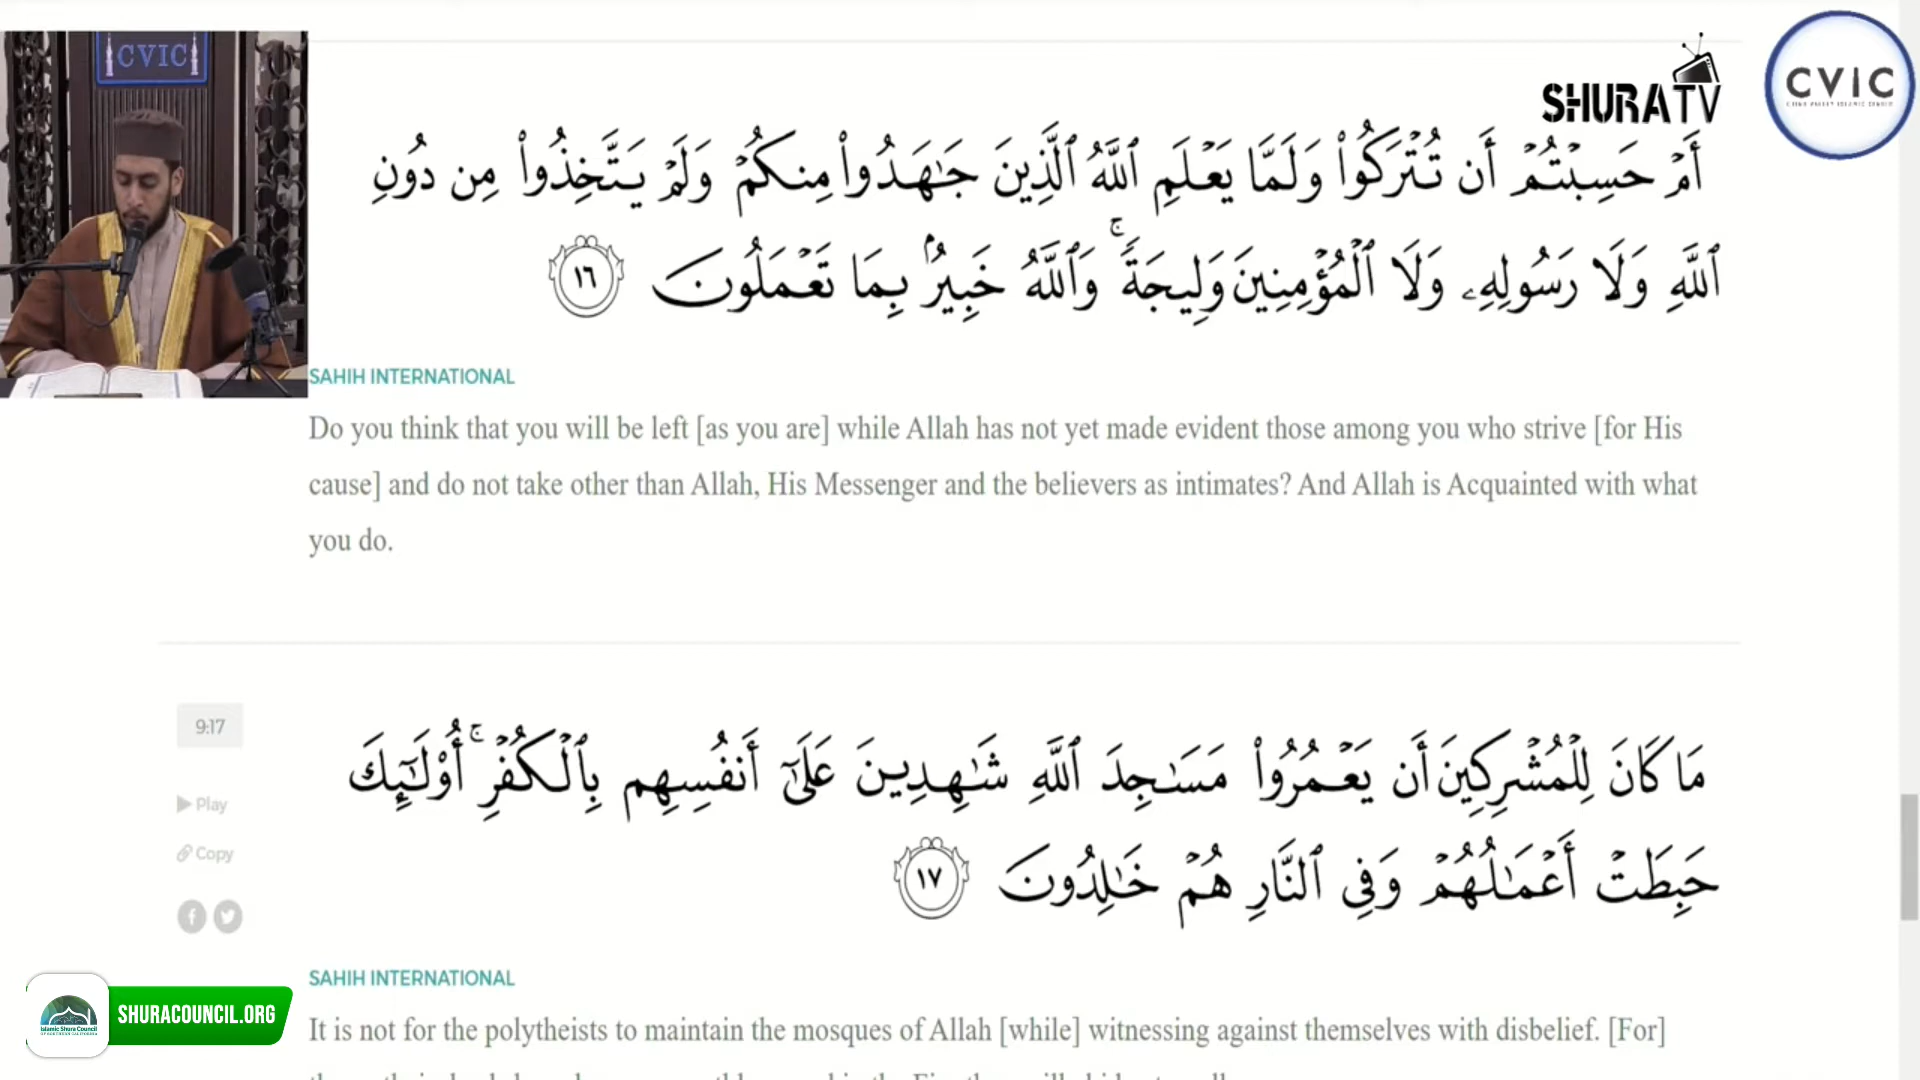 CVIC
SHURATV
CVIC
أَمْ حَسِبْتُمْ أَن تُتْرَكُوا۟ وَلَمَّا يَعْلَمِ ٱللَّهُ ٱلَّذِينَ جَـٰهَدُوا۟ مِنكُمْ وَلَمْ يَتَّخِذُوا۟ مِن دُونِ
ٱللَّهِ وَلَا رَسُولِهِۦ وَلَا ٱلْمُؤْمِنِينَ وَلِيجَةً ۚ وَٱللَّهُ خَبِيرٌۢ بِمَا تَعْمَلُونَ ١٦
SAHIH INTERNATIONAL
Do you think that you will be left [as you are] while Allah has not yet made evident those among you who strive [for His
cause] and do not take other than Allah, His Messenger and the believers as intimates? And Allah is Acquainted with what
you do.
9:17
Play
Copy
مَا كَانَ لِلْمُشْرِكِينَ أَن يَعْمُرُوا۟ مَسَـٰجِدَ ٱللَّهِ شَـٰهِدِينَ عَلَىٰٓ أَنفُسِهِم بِٱلْكُفْرِ ۚ أُو۟لَـٰٓئِكَ
حَبِطَتْ أَعْمَـٰلُهُمْ وَفِى ٱلنَّارِ هُمْ خَـٰلِدُونَ ١٧
SAHIH INTERNATIONAL
It is not for the polytheists to maintain the mosques of Allah [while] witnessing against themselves with disbelief. [For]
Islamic Shura Council
SHURACOUNCIL.ORG